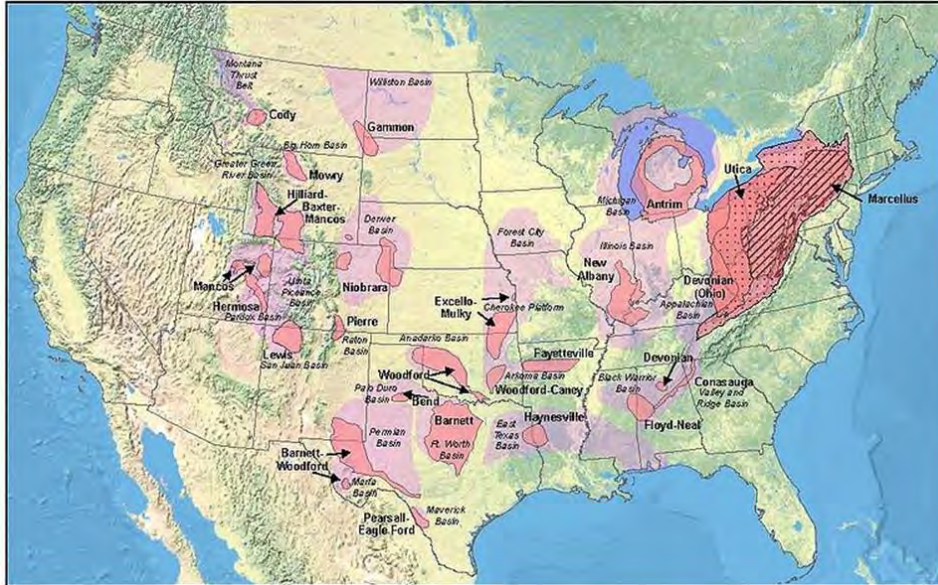 Montana
Thrust
Belt
Cody
Williston Basin
Gammon
Big Horn Basin
Mowry
Greater Green
River Basin
Hilliard-
Baxter-
Mancos
Denver
Basin
Niobrara
Mancos
Uinta
Piceance
Basin
Hermosa
Paradox Basin
Lewis
San Juan Basin
Pierre
Raton
Basin
Anadarko Basin
Forest City
Basin
Excello-
Mulky
Cherokee Platform
Michigan
Basin
Antrim
Illinois Basin
New
Albany
Utica
Marcellus
Devonian
(Ohio)
Appalachian
Basin
Woodford
Palo Duro
Basin
Bend
Fayetteville
Arkoma Basin
Woodford-Caney
Devonian
Black Warrior
Basin
Conasauga
Valley and
Ridge Basin
Floyd-Neal
Haynesville
East
Texas
Basin
Barnett
Ft. Worth
Basin
Permian
Basin
Barnett-
Woodford
Marfa
Basin
Pearsall-
Eagle Ford
Maverick
Basin